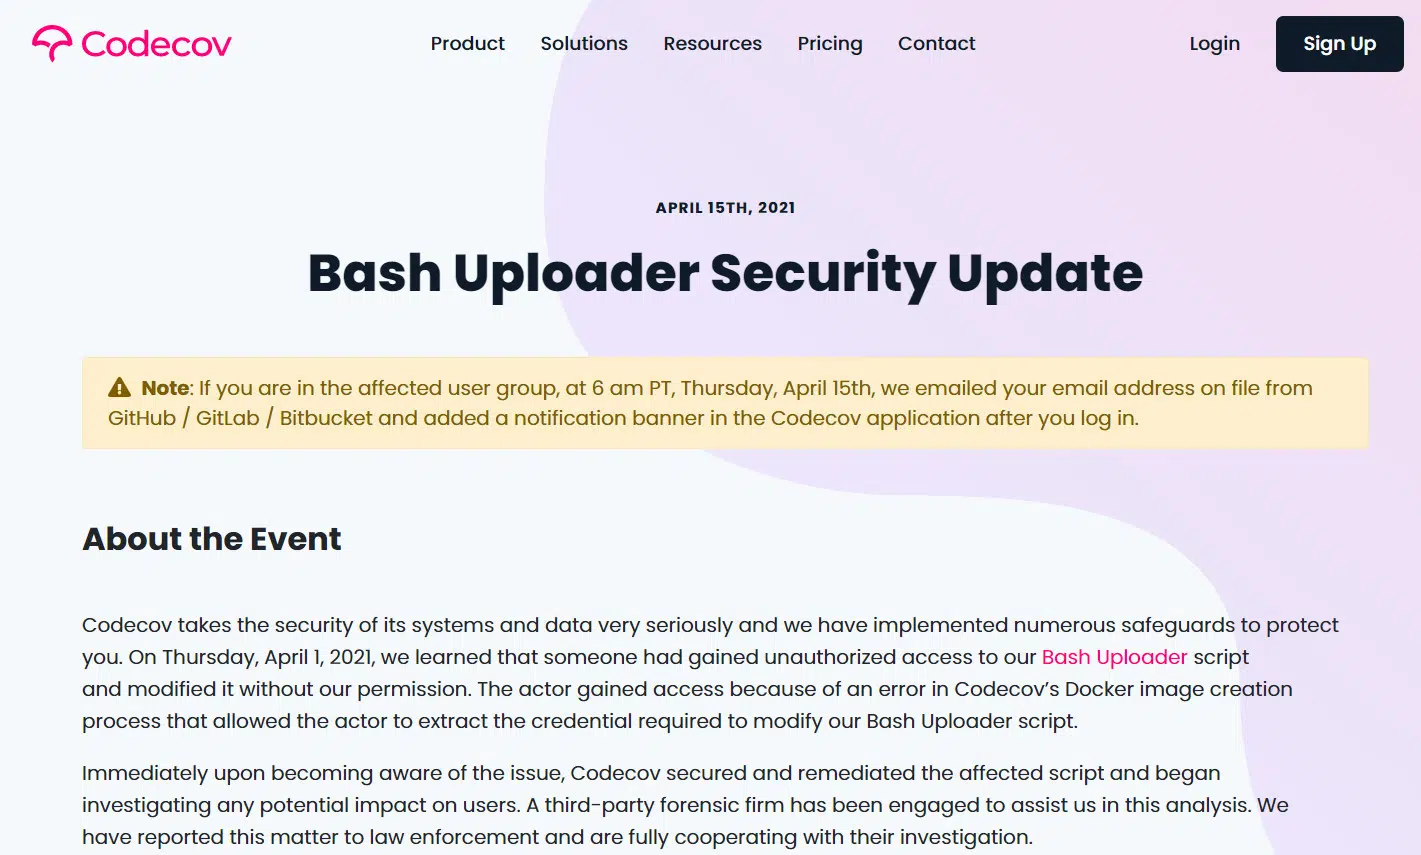 Codecov
Product Solutions Resources Pricing Contact
Login
Sign Up
APRIL 15TH, 2021
Bash Uploader Security Update
Note: If you are in the affected user group, at 6 am PT, Thursday, April 15th, we emailed your email address on file from
GitHub / GitLab / Bitbucket and added a notification banner in the Codecov application after you log in.
About the Event
Codecov takes the security of its systems and data very seriously and we have implemented numerous safeguards to protect
you. On Thursday, April 1, 2021, we learned that someone had gained unauthorized access to our Bash Uploader script
and modified it without our permission. The actor gained access because of an error in Codecov’s Docker image creation
process that allowed the actor to extract the credential required to modify our Bash Uploader script.
Immediately upon becoming aware of the issue, Codecov secured and remediated the affected script and began
investigating any potential impact on users. A third-party forensic firm has been engaged to assist us in this analysis. We
have reported this matter to law enforcement and are fully cooperating with their investigation.